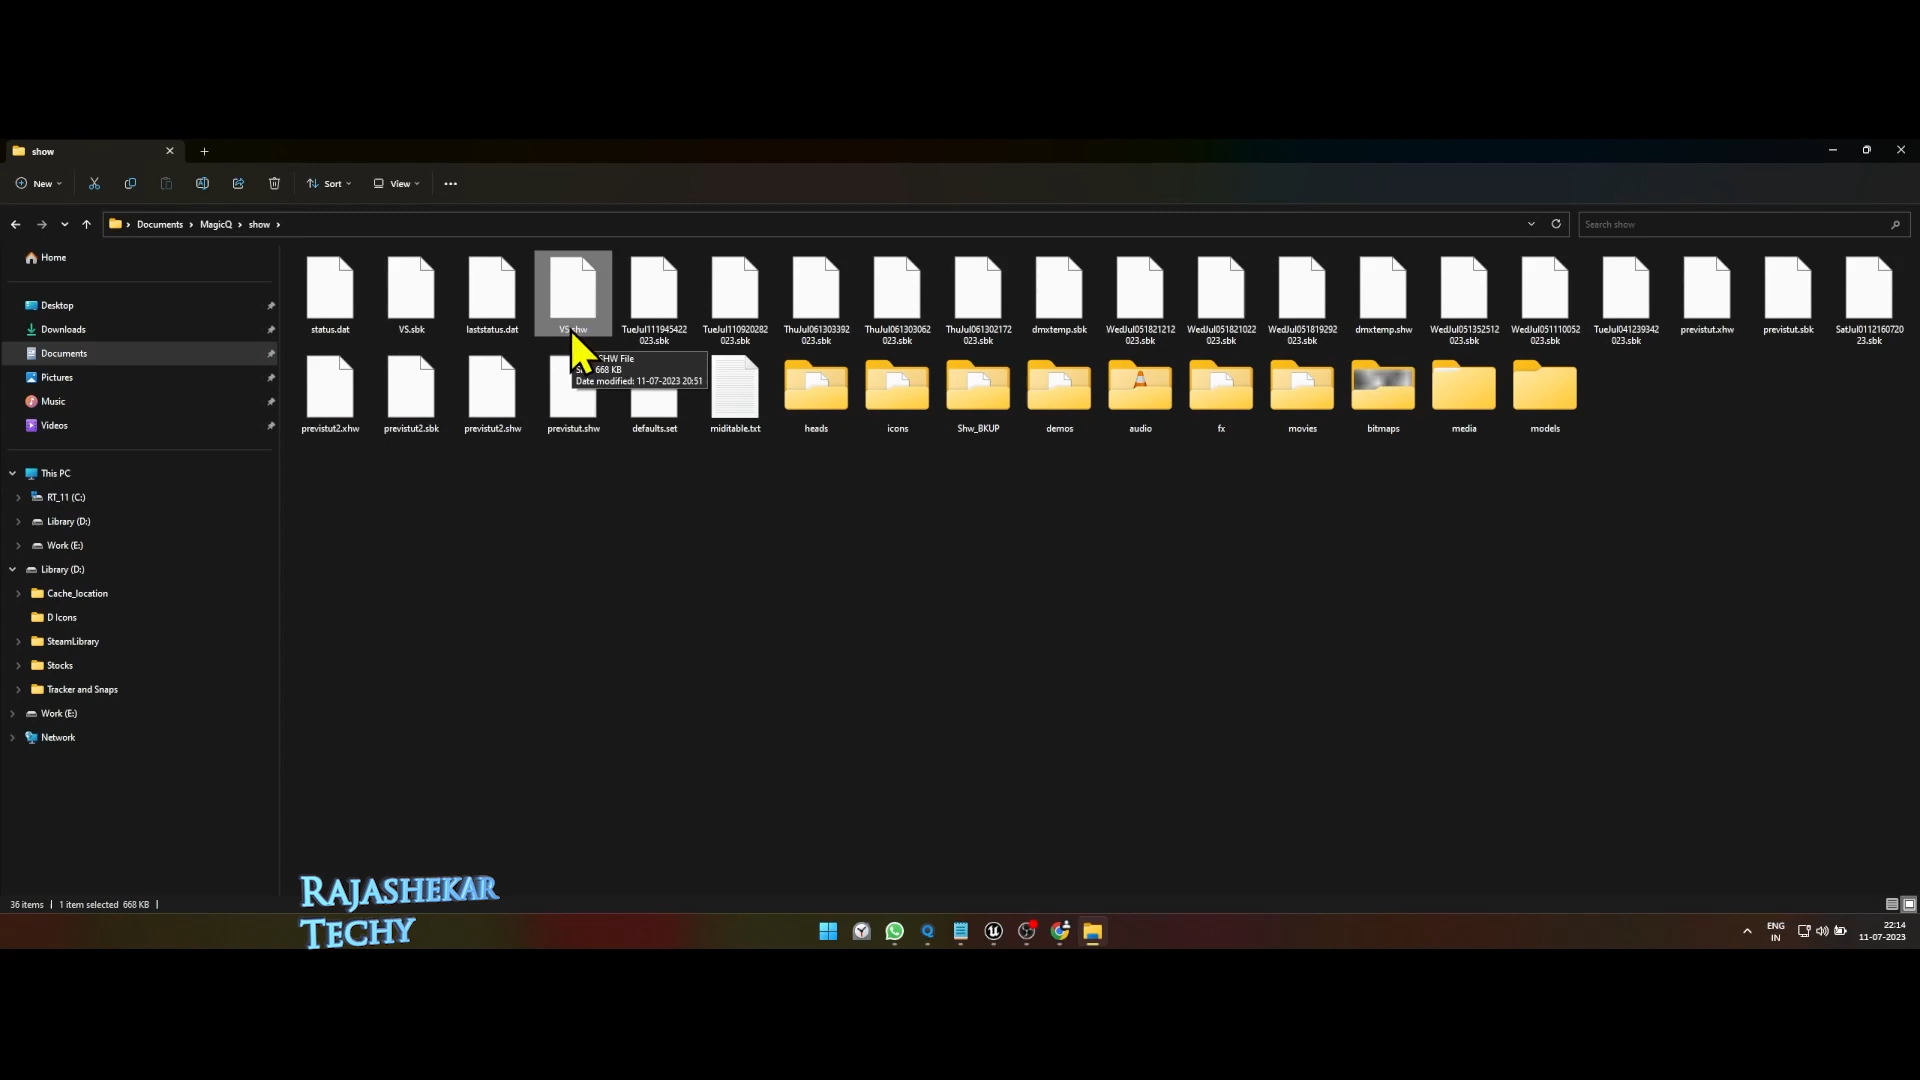 show
New
Sort
View
Documents
MagicQ
show
Search show
Home
Desktop
Downloads
Documents
Pictures
Music
Videos
This PC
RT_11 (C:)
Library (D:)
Work (E:)
Library (D:)
Cache_location
D Icons
SteamLibrary
Stocks
Tracker and Snaps
Work (E:)
Network
status.dat
VS.sbk
laststatus.dat
VS.shw
TueJul111945422
023.sbk
TueJul110920282
023.sbk
ThuJul061303392
023.sbk
ThuJul061303062
023.sbk
ThuJul061302172
023.sbk
dmxtemp.sbk
WedJul051821212
023.sbk
WedJul051821022
023.sbk
WedJul051819292
023.sbk
dmxtemp.shw
WedJul051352512
023.sbk
WedJul051110052
023.sbk
TueJul041239342
023.sbk
previstut.xhw
previstut.sbk
SatJul0112160720
23.sbk
SHW File
668 KB
Date modified: 11-07-2023 20:51
previstut2.xhw
previstut2.sbk
previstut2.shw
previstut.shw
defaults.set
miditable.txt
heads
icons
Shw_BKUP
demos
audio
fx
movies
bitmaps
media
models
36 items
1 item selected 668 KB
RAJASHEKAR
TECHY
ENG
IN
22:14
11-07-2023